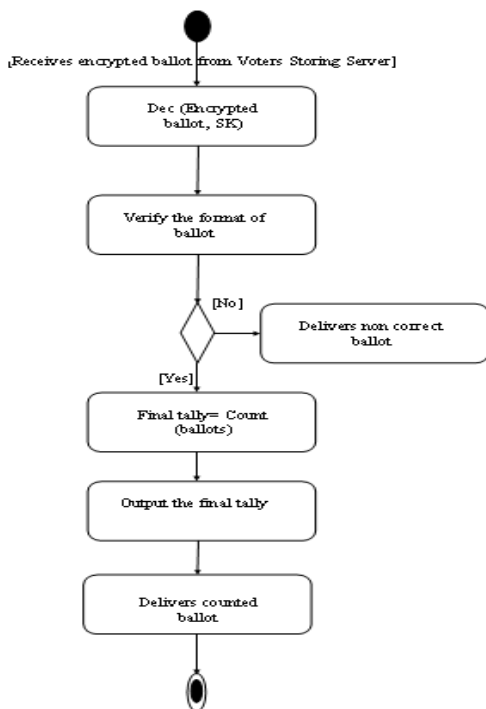 [Receives encrypted ballot from Voters Storing Server]
Dec (Encrypted
ballot, SK)
Verify the format of
ballot
[No]
Delivers non correct
ballot
[Yes]
Final tally= Count
(ballots)
Output the final tally
Delivers counted
ballot